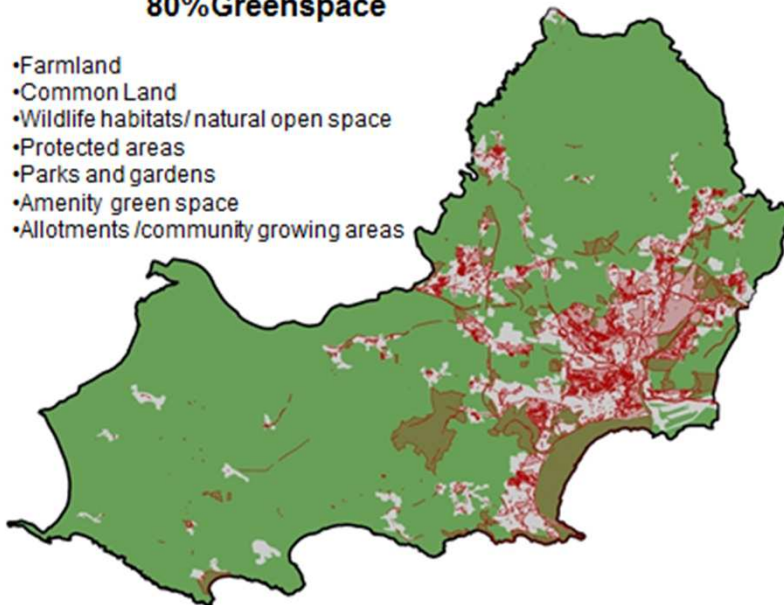 80%Greenspace
•Farmland
•Common Land
•Wildlife habitats/ natural open space
•Protected areas
•Parks and gardens
•Amenity green space
•Allotments /community growing areas